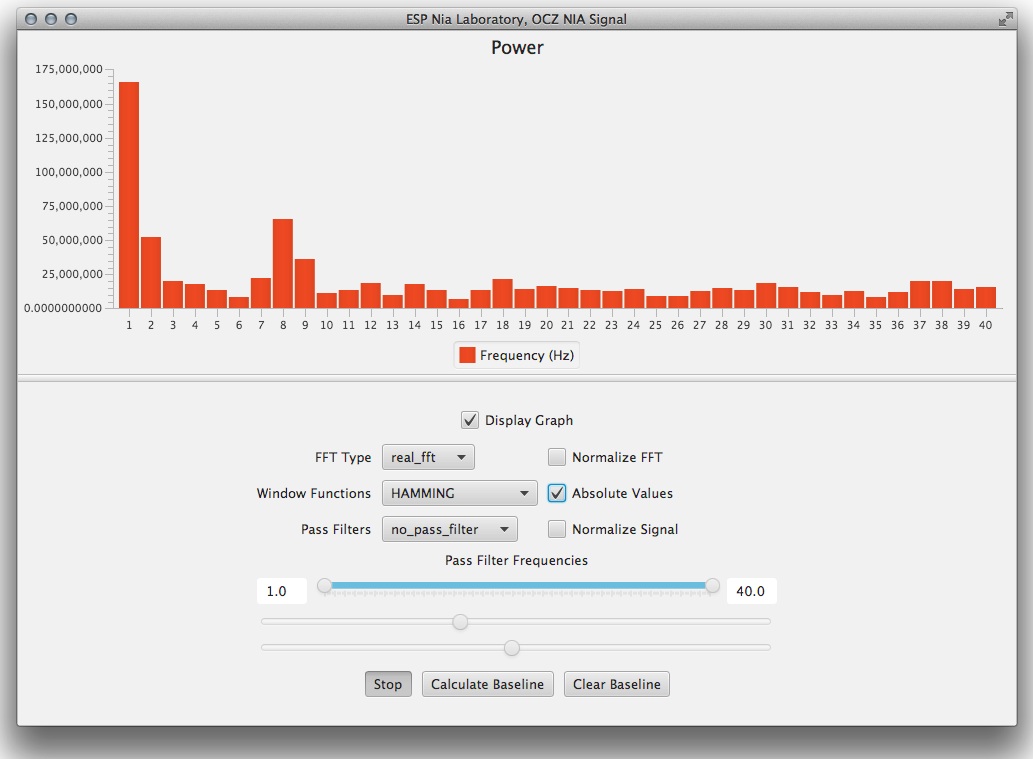 ESP Nia Laboratory, OCZ NIA Signal
Power
175,000,000
150,000,000
125,000,000
100,000,000
75,000,000
50,000,000
25,000,000
0.0000000000
1 2 3 4 5 6 7 8 9 10 11 12 13 14 15 16 17 18 19 20 21 22 23 24 25 26 27 28 29 30 31 32 33 34 35 36 37 38 39 40
Frequency (Hz)
Display Graph
FFT Type real_fft Normalize FFT
Window Functions HAMMING Absolute Values
Pass Filters no_pass_filter Normalize Signal
Pass Filter Frequencies
1.0 40.0
Stop Calculate Baseline Clear Baseline